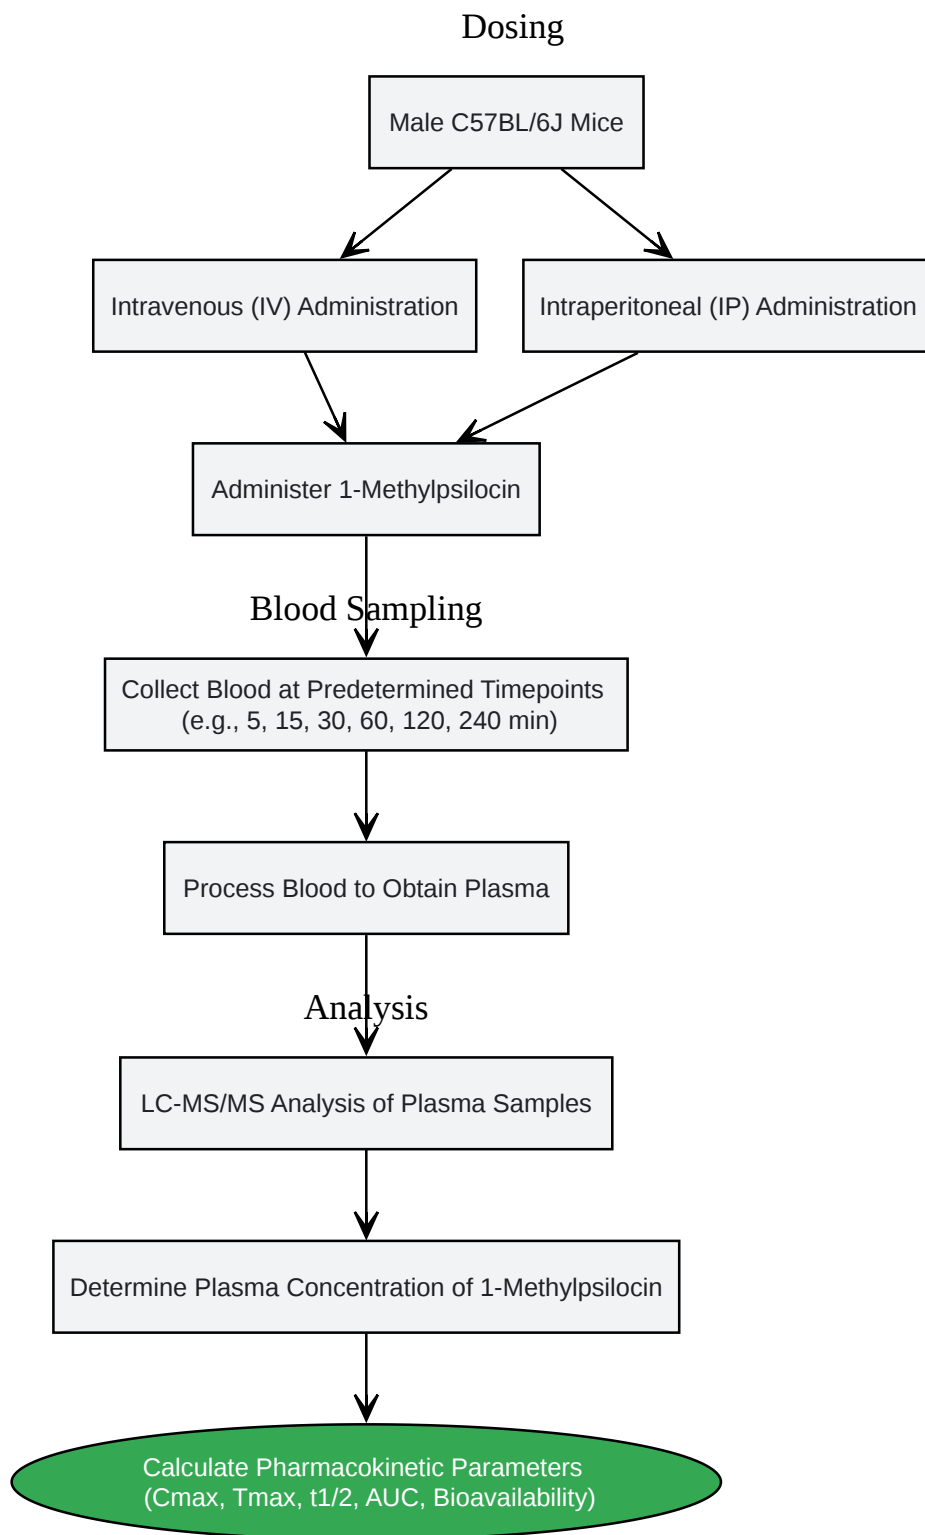 Dosing
Male C57BL/6J Mice
Intravenous (IV) Administration
Intraperitoneal (IP) Administration
Administer 1-Methylpsilocin
Blood Sampling
Collect Blood at Predetermined Timepoints
(e.g., 5, 15, 30, 60, 120, 240 min)
Process Blood to Obtain Plasma
Analysis
LC-MS/MS Analysis of Plasma Samples
Determine Plasma Concentration of 1-Methylpsilocin
Calculate Pharmacokinetic Parameters
(Cmax, Tmax, t1/2, AUC, Bioavailability)